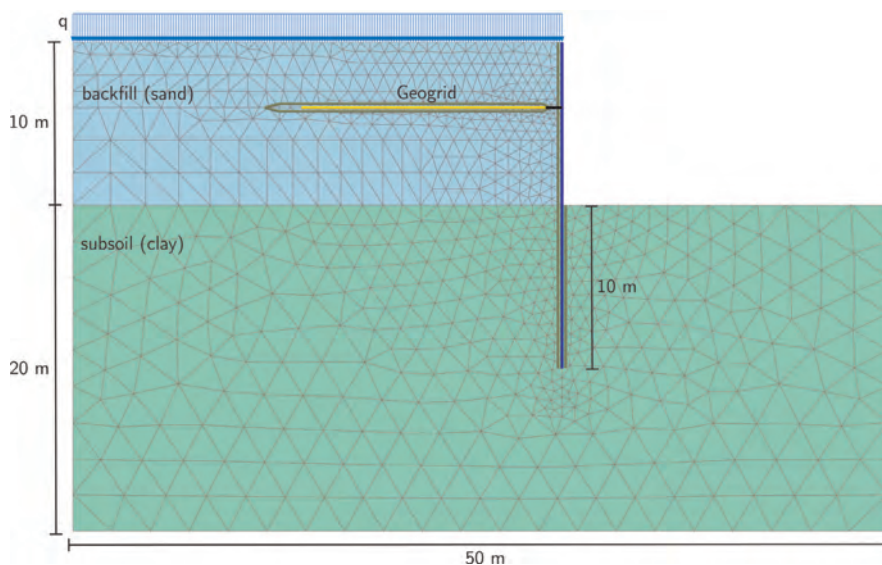 q
backfill (sand)
Geogrid
10 m
subsoil (clay)
10 m
20 m
50 m